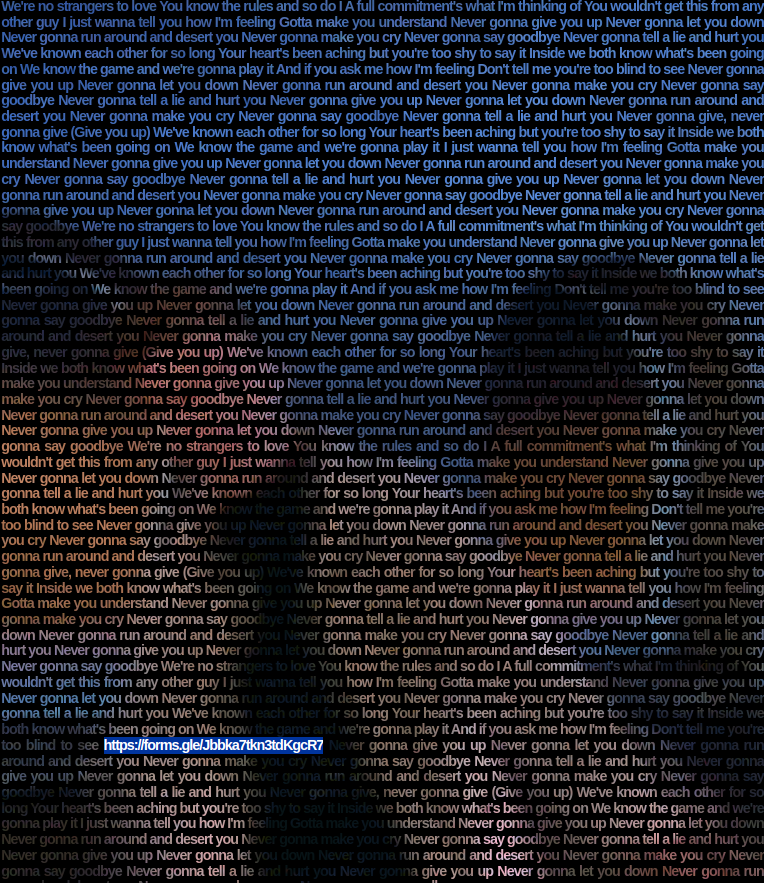 We're no strangers to love You know the rules and so do I A full commitment's what I'm thinking of You wouldn't get this from any
other guy I just wanna tell you how I'm feeling Gotta make you understand Never gonna give you up Never gonna let you down
Never gonna run around and desert you Never gonna make you cry Never gonna say goodbye Never gonna tell a lie and hurt you
We've known each other for so long Your heart's been aching but you're too shy to say it Inside we both know what's been going
on We know the game and we're gonna play it And if you ask me how I'm feeling Don't tell me you're too blind to see Never gonna
give you up Never gonna let you down Never gonna run around and desert you Never gonna make you cry Never gonna say
goodbye Never gonna tell a lie and hurt you Never gonna give you up Never gonna let you down Never gonna run around and
desert you Never gonna make you cry Never gonna say goodbye Never gonna tell a lie and hurt you Never gonna give, never
gonna give (Give you up) We've known each other for so long Your heart's been aching but you're too shy to say it Inside we both
know what's been going on We know the game and we're gonna play it I just wanna tell you how I'm feeling Gotta make you
understand Never gonna give you up Never gonna let you down Never gonna run around and desert you Never gonna make you
cry Never gonna say goodbye Never gonna tell a lie and hurt you Never gonna give you up Never gonna let you down Never
gonna run around and desert you Never gonna make you cry Never gonna say goodbye Never gonna tell a lie and hurt you Never
gonna give you up Never gonna let you down Never gonna run around and desert you Never gonna make you cry Never gonna
say goodbye We're no strangers to love You know the rules and so do I A full commitment's what I'm thinking of You wouldn't get
this from any other guy I just wanna tell you how I'm feeling Gotta make you understand Never gonna give you up Never gonna let
you down Never gonna run around and desert you Never gonna make you cry Never gonna say goodbye Never gonna tell a lie
and hurt you We've known each other for so long Your heart's been aching but you're too shy to say it Inside we both know what's
been going on We know the game and we're gonna play it And if you ask me how I'm feeling Don't tell me you're too blind to see
Never gonna give you up Never gonna let you down Never gonna run around and desert you Never gonna make you cry Never
gonna say goodbye Never gonna tell a lie and hurt you Never gonna give you up Never gonna let you down Never gonna run
around and desert you Never gonna make you cry Never gonna say goodbye Never gonna tell a lie and hurt you Never gonna
give, never gonna give (Give you up) We've known each other for so long Your heart's been aching but you're too shy to say it
Inside we both know what's been going on We know the game and we're gonna play it I just wanna tell you how I'm feeling Gotta
make you understand Never gonna give you up Never gonna let you down Never gonna run around and desert you Never gonna
make you cry Never gonna say goodbye Never gonna tell a lie and hurt you Never gonna give you up Never gonna let you down
Never gonna run around and desert you Never gonna make you cry Never gonna say goodbye Never gonna tell a lie and hurt you
Never gonna give you up Never gonna let you down Never gonna run around and desert you Never gonna make you cry Never
gonna say goodbye We're no strangers to love You know the rules and so do I A full commitment's what I'm thinking of You
wouldn't get this from any other guy I just wanna tell you how I'm feeling Gotta make you understand Never gonna give you up
Never gonna let you down Never gonna run around and desert you Never gonna make you cry Never gonna say goodbye Never
gonna tell a lie and hurt you We've known each other for so long Your heart's been aching but you're too shy to say it Inside we
both know what's been going on We know the game and we're gonna play it And if you ask me how I'm feeling Don't tell me you're
too blind to see Never gonna give you up Never gonna let you down Never gonna run around and desert you Never gonna make
you cry Never gonna say goodbye Never gonna tell a lie and hurt you Never gonna give you up Never gonna let you down Never
gonna run around and desert you Never gonna make you cry Never gonna say goodbye Never gonna tell a lie and hurt you Never
gonna give, never gonna give (Give you up) We've known each other for so long Your heart's been aching but you're too shy to
say it Inside we both know what's been going on We know the game and we're gonna play it I just wanna tell you how I'm feeling
Gotta make you understand Never gonna give you up Never gonna let you down Never gonna run around and desert you Never
gonna make you cry Never gonna say goodbye Never gonna tell a lie and hurt you Never gonna give you up Never gonna let you
down Never gonna run around and desert you Never gonna make you cry Never gonna say goodbye Never gonna tell a lie and
hurt you Never gonna give you up Never gonna let you down Never gonna run around and desert you Never gonna make you cry
Never gonna say goodbye We're no strangers to love You know the rules and so do I A full commitment's what I'm thinking of You
wouldn't get this from any other guy I just wanna tell you how I'm feeling Gotta make you understand Never gonna give you up
Never gonna let you down Never gonna run around and desert you Never gonna make you cry Never gonna say goodbye Never
gonna tell a lie and hurt you We've known each other for so long Your heart's been aching but you're too shy to say it Inside we
both know what's been going on We know the game and we're gonna play it And if you ask me how I'm feeling Don't tell me you're
too blind to see https://forms.gle/Jbbka7tkn3tdKgcR7 Never gonna give you up Never gonna let you down Never gonna run
around and desert you Never gonna make you cry Never gonna say goodbye Never gonna tell a lie and hurt you Never gonna
give you up Never gonna let you down Never gonna run around and desert you Never gonna make you cry Never gonna say
goodbye Never gonna tell a lie and hurt you Never gonna give, never gonna give (Give you up) We've known each other for so
long Your heart's been aching but you're too shy to say it Inside we both know what's been going on We know the game and we're
gonna play it I just wanna tell you how I'm feeling Gotta make you understand Never gonna give you up Never gonna let you down
Never gonna run around and desert you Never gonna make you cry Never gonna say goodbye Never gonna tell a lie and hurt you
Never gonna give you up Never gonna let you down Never gonna run around and desert you Never gonna make you cry Never
gonna say goodbye Never gonna tell a lie and hurt you Never gonna give you up Never gonna let you down Never gonna run